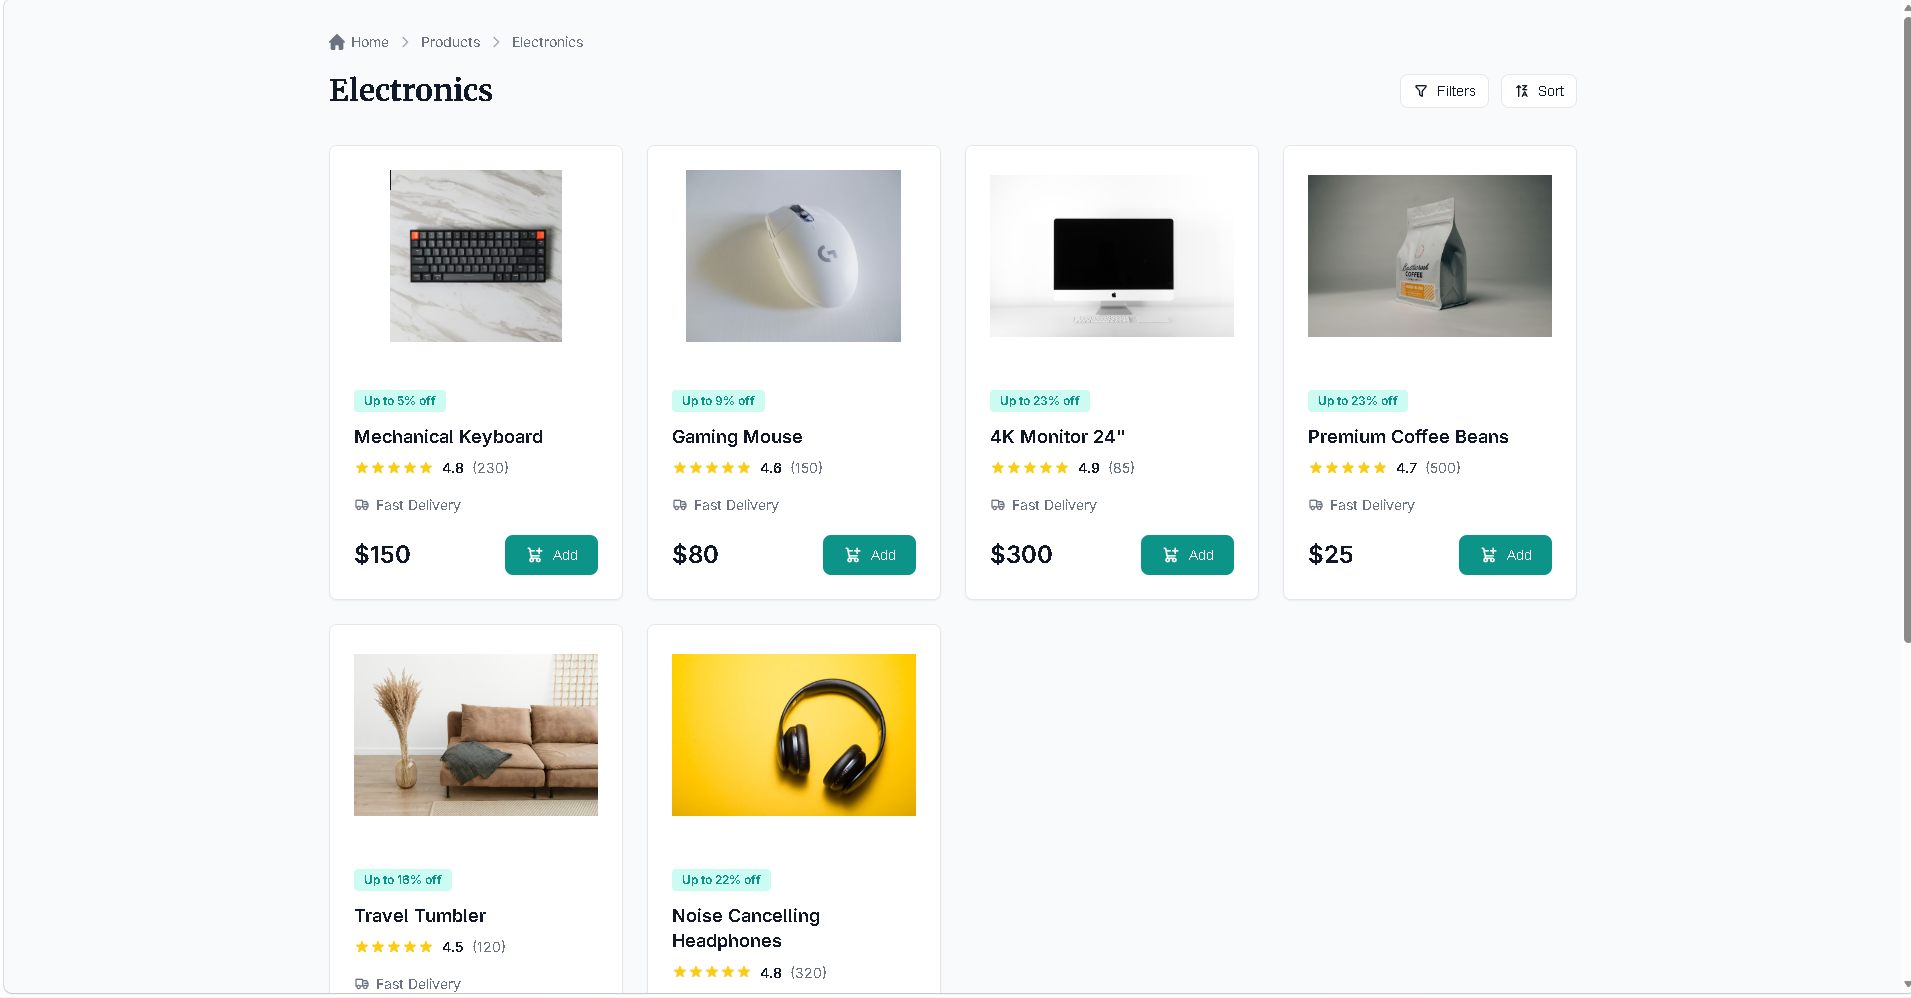 Home > Products > Electronics
Electronics
Filters
Sort
Up to 5% off
Mechanical Keyboard
4.8 (230)
Fast Delivery
$150
Add
Up to 9% off
Gaming Mouse
4.6 (150)
Fast Delivery
$80
Add
Up to 23% off
4K Monitor 24"
4.9 (85)
Fast Delivery
$300
Add
COFFEE
Up to 23% off
Premium Coffee Beans
4.7 (500)
Fast Delivery
$25
Add
Up to 16% off
Travel Tumbler
4.5 (120)
Fast Delivery
Up to 22% off
Noise Cancelling
Headphones
4.8 (320)